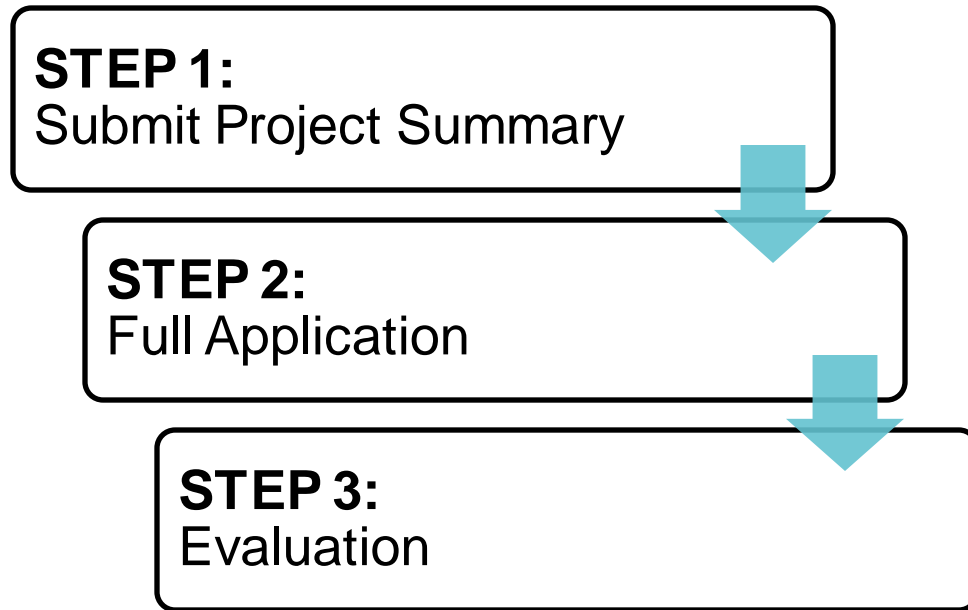 STEP 1:
Submit Project Summary
STEP 2:
Full Application
STEP 3:
Evaluation